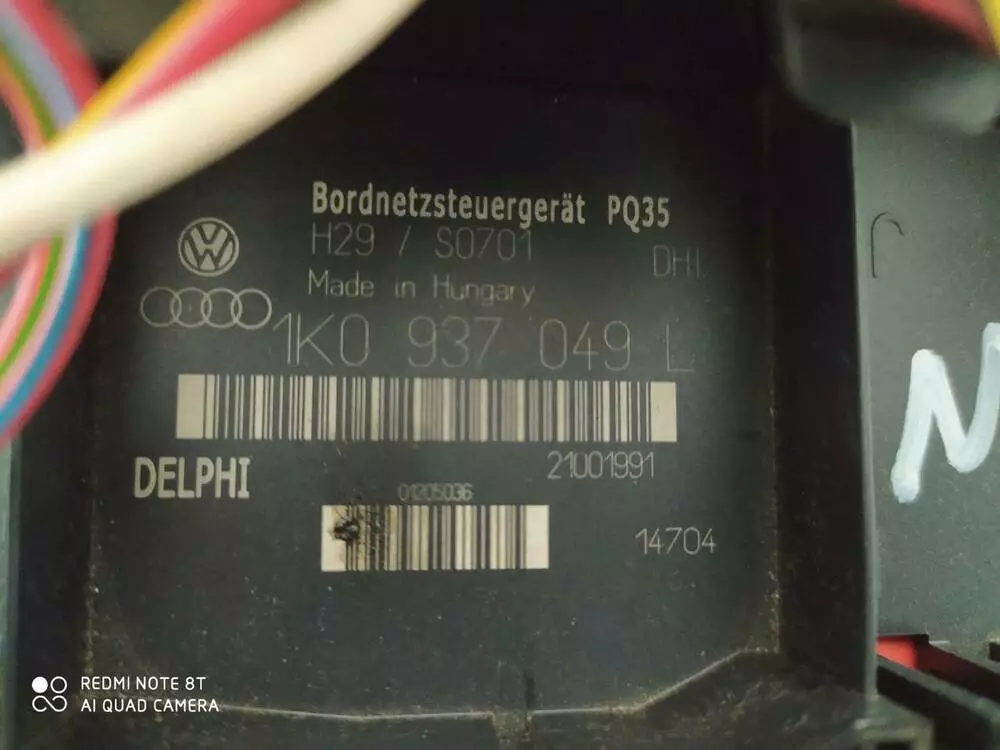 Bordnetzsteuergerät PQ35
H29 / S0701
DHI
Made in Hungary
1K0 937 049 L
DELPHI
21001991
01205036
14704
N
REDMI NOTE 8T
AI QUAD CAMERA